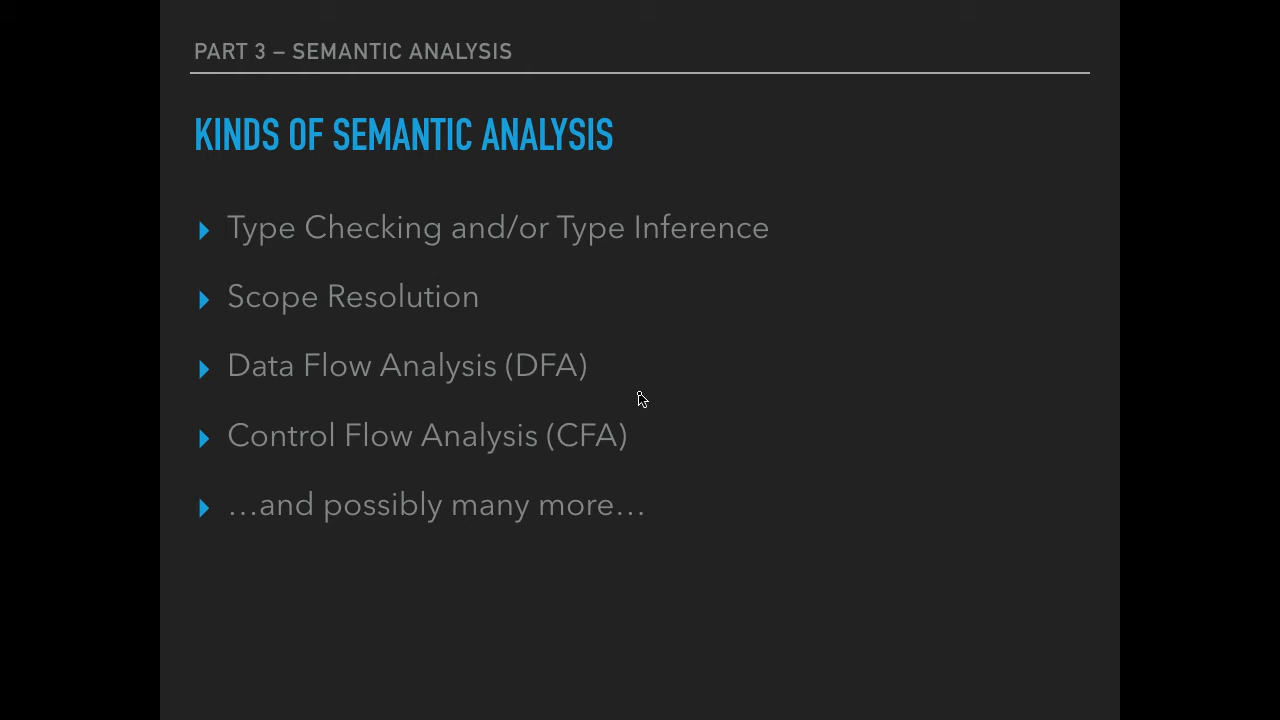 PART 3 – SEMANTIC ANALYSIS
KINDS OF SEMANTIC ANALYSIS
Type Checking and/or Type Inference
Scope Resolution
Data Flow Analysis (DFA)
Control Flow Analysis (CFA)
…and possibly many more…